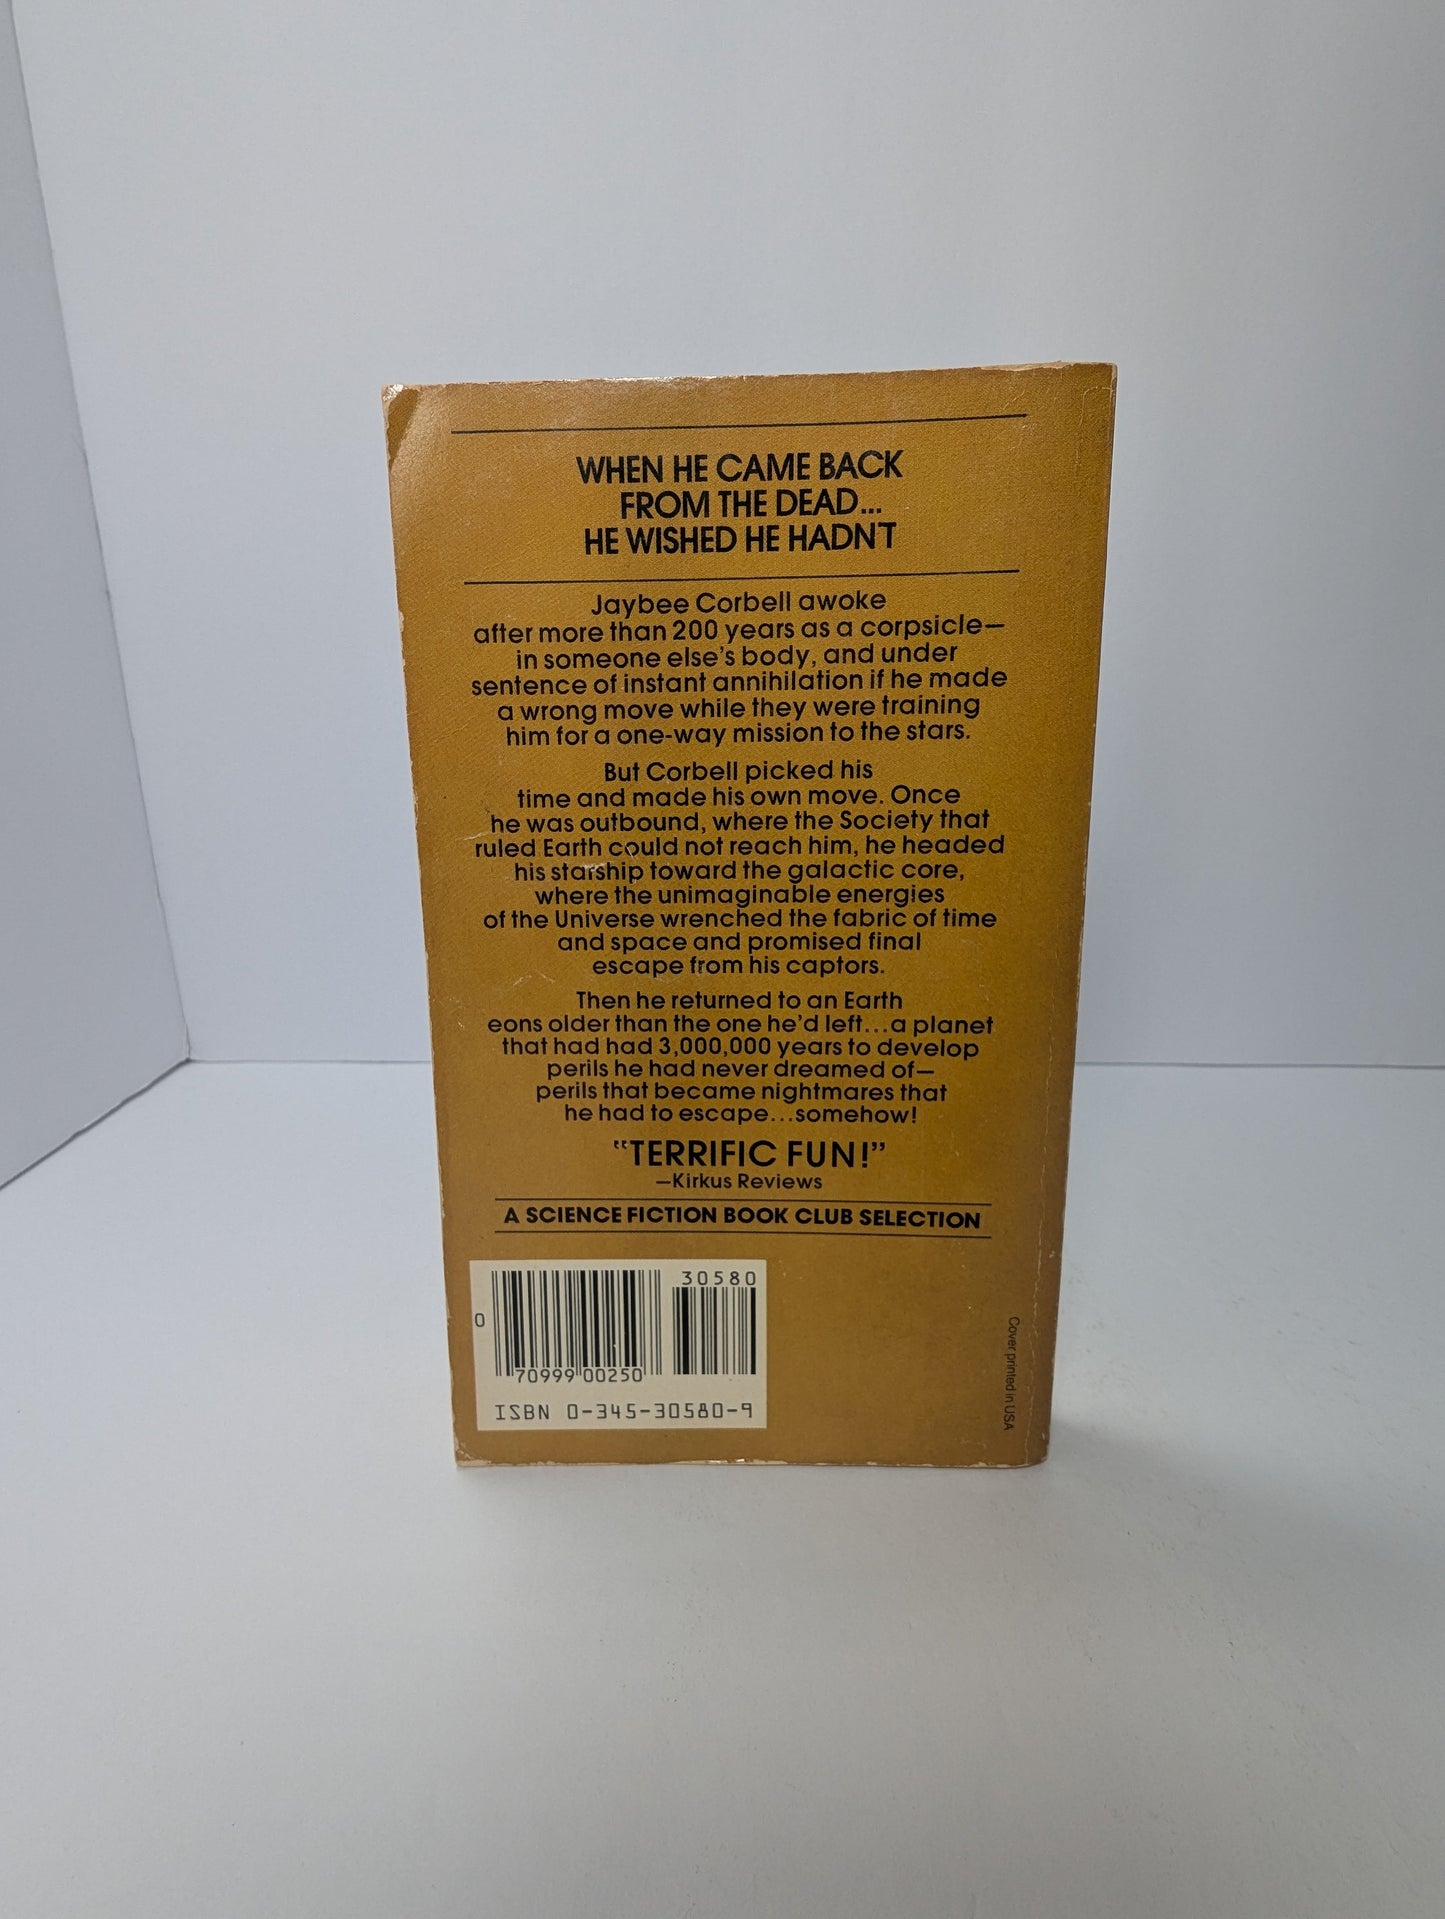 WHEN HE CAME BACK
FROM THE DEAD...
HE WISHED HE HADN'T
Jaybee Corbell awoke
after more than 200 years as a corpsicle—
in someone else's body, and under
sentence of instant annihilation if he made
a wrong move while they were training
him for a one-way mission to the stars.
But Corbell picked his
time and made his own move. Once
he was outbound, where the Society that
ruled Earth could not reach him, he headed
his starship toward the galactic core,
where the unimaginable energies
of the Universe wrenched the fabric of time
and space and promised final
escape from his captors.
Then he returned to an Earth
eons older than the one he'd left...a planet
that had had 3,000,000 years to develop
perils he had never dreamed of—
perils that became nightmares that
he had to escape...somehow!
"TERRIFIC FUN!"
—Kirkus Reviews
A SCIENCE FICTION BOOK CLUB SELECTION
30580
0
70999 00250
ISBN 0-345-30580-9
Cover printed in USA